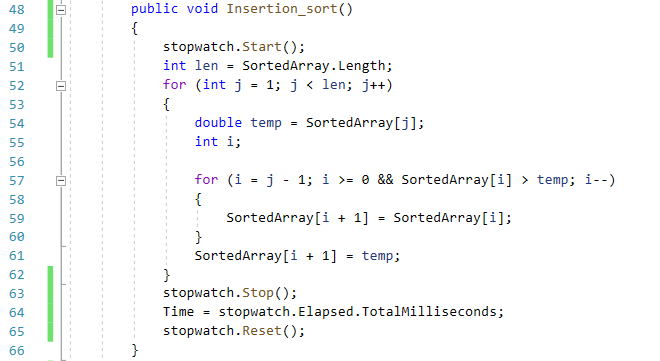 48 public void Insertion_sort()
49 {
50 stopwatch.Start();
51 int len = SortedArray.Length;
52 for (int j = 1; j < len; j++)
53 {
54 double temp = SortedArray[j];
55 int i;
56
57 for (i = j - 1; i >= 0 && SortedArray[i] > temp; i--)
58 {
59 SortedArray[i + 1] = SortedArray[i];
60 }
61 SortedArray[i + 1] = temp;
62 }
63 stopwatch.Stop();
64 Time = stopwatch.Elapsed.TotalMilliseconds;
65 stopwatch.Reset();
66 }